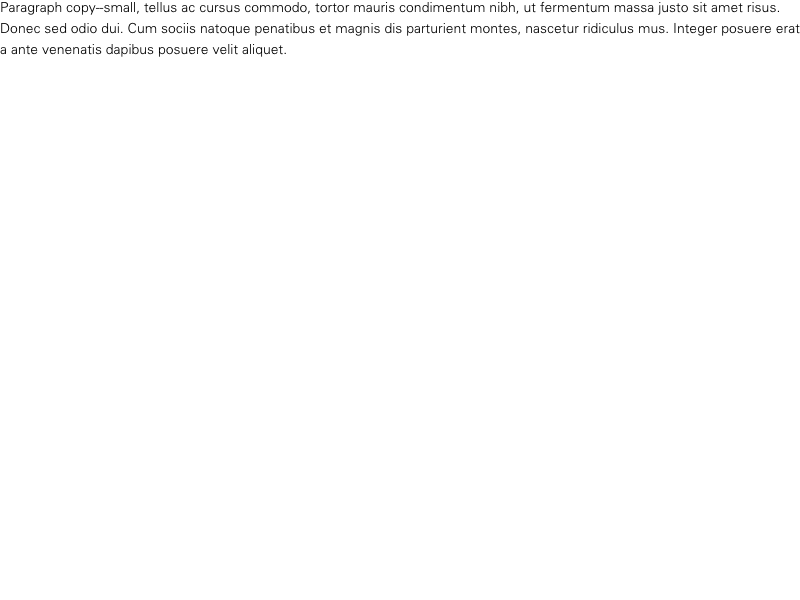 Paragraph copy--small, tellus ac cursus commodo, tortor mauris condimentum nibh, ut fermentum massa justo sit amet risus.
Donec sed odio dui. Cum sociis natoque penatibus et magnis dis parturient montes, nascetur ridiculus mus. Integer posuere erat
a ante venenatis dapibus posuere velit aliquet.